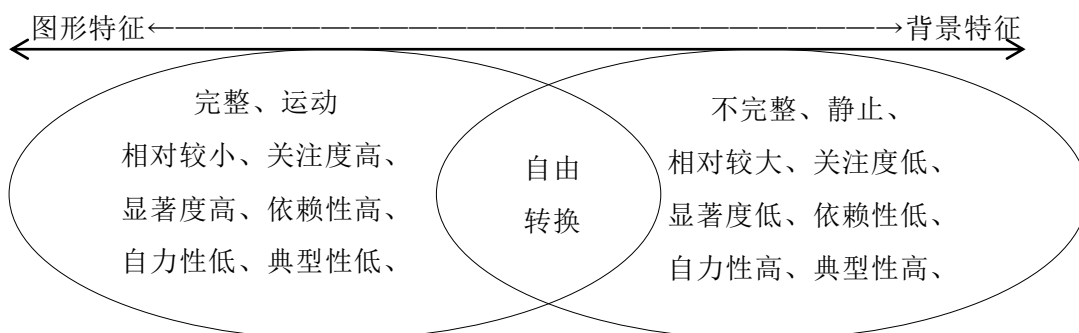 图形特征←——————————————————→背景特征
完整、运动
相对较小、关注度高、
显著度高、依赖性高、
自力性低、典型性低、
自由
转换
不完整、静止、
相对较大、关注度低、
显著度低、依赖性低、
自力性高、典型性高、